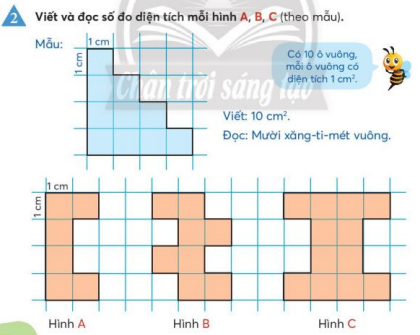 2 Viết và đọc số đo diện tích mỗi hình A, B, C (theo mẫu).
Mẫu:
1 cm
1 cm
Có 10 ô vuông,
mỗi ô vuông có
diện tích 1 cm².
Chân trời sáng tạo
Viết: 10 cm².
Đọc: Mười xăng-ti-mét vuông.
1 cm
1 cm
Hình A
Hình B
Hình C